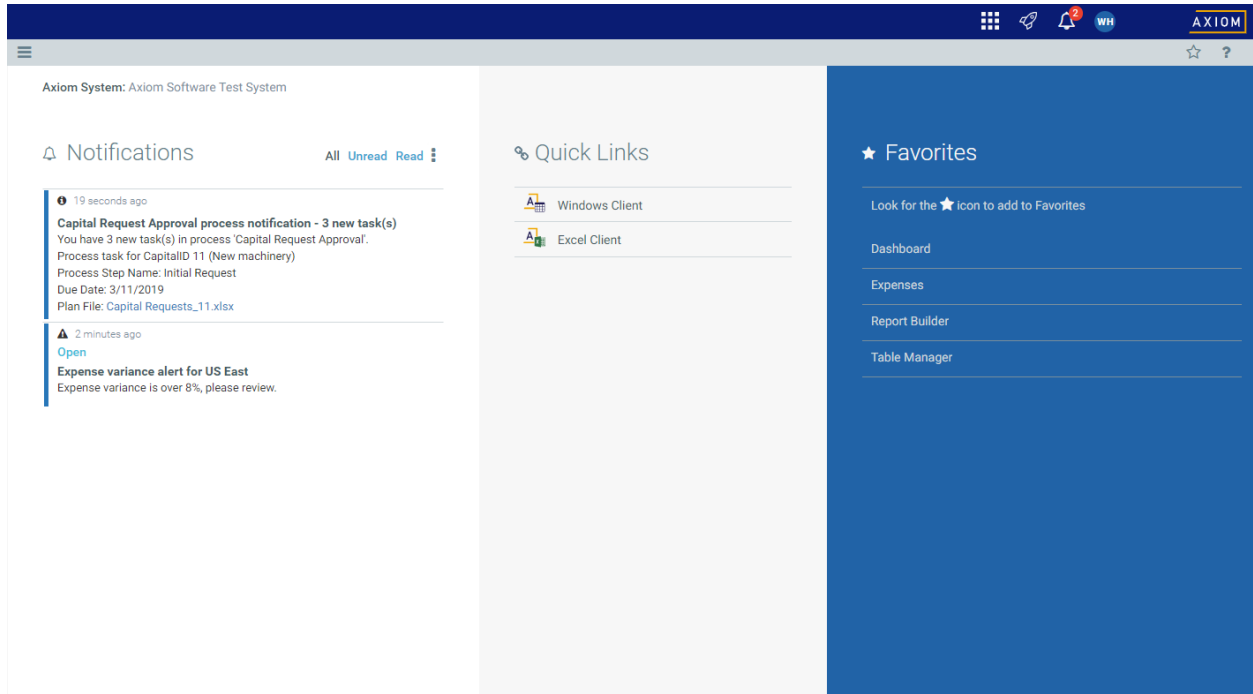 2
WH
AXIOM
?
Axiom System: Axiom Software Test System
Notifications
All Unread Read
19 seconds ago
Capital Request Approval process notification - 3 new task(s)
You have 3 new task(s) in process 'Capital Request Approval'.
Process task for CapitalID 11 (New machinery)
Process Step Name: Initial Request
Due Date: 3/11/2019
Plan File: Capital Requests_11.xlsx
2 minutes ago
Open
Expense variance alert for US East
Expense variance is over 8%, please review.
Quick Links
Windows Client
Excel Client
Favorites
Look for the icon to add to Favorites
Dashboard
Expenses
Report Builder
Table Manager